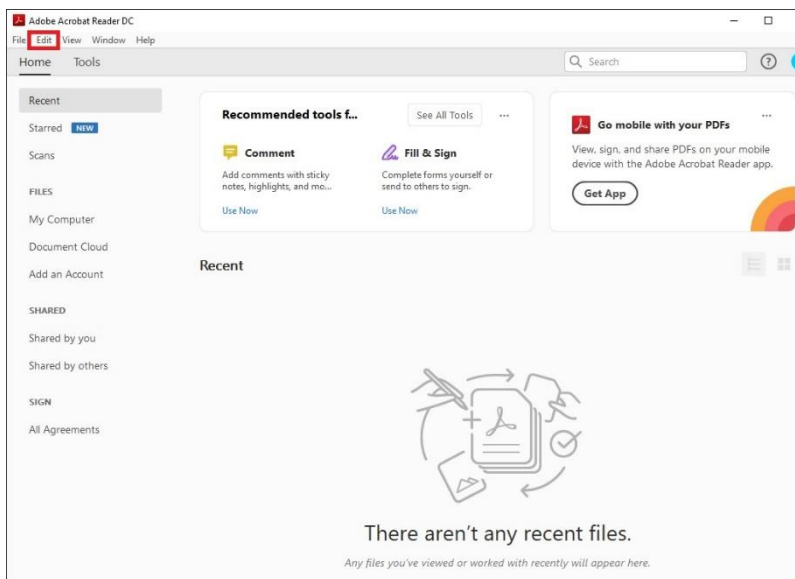 Adobe Acrobat Reader DC
File Edit View Window Help
Home Tools
Search
?
Recent
Starred NEW
Scans
FILES
My Computer
Document Cloud
Add an Account
SHARED
Shared by you
Shared by others
SIGN
All Agreements
Recommended tools f...
See All Tools
...
Comment
Add comments with sticky
notes, highlights, and mo...
Use Now
Fill & Sign
Complete forms yourself or
send to others to sign.
Use Now
Go mobile with your PDFs
...
View, sign, and share PDFs on your mobile
device with the Adobe Acrobat Reader app.
Get App
Recent
There aren't any recent files.
Any files you've viewed or worked with recently will appear here.